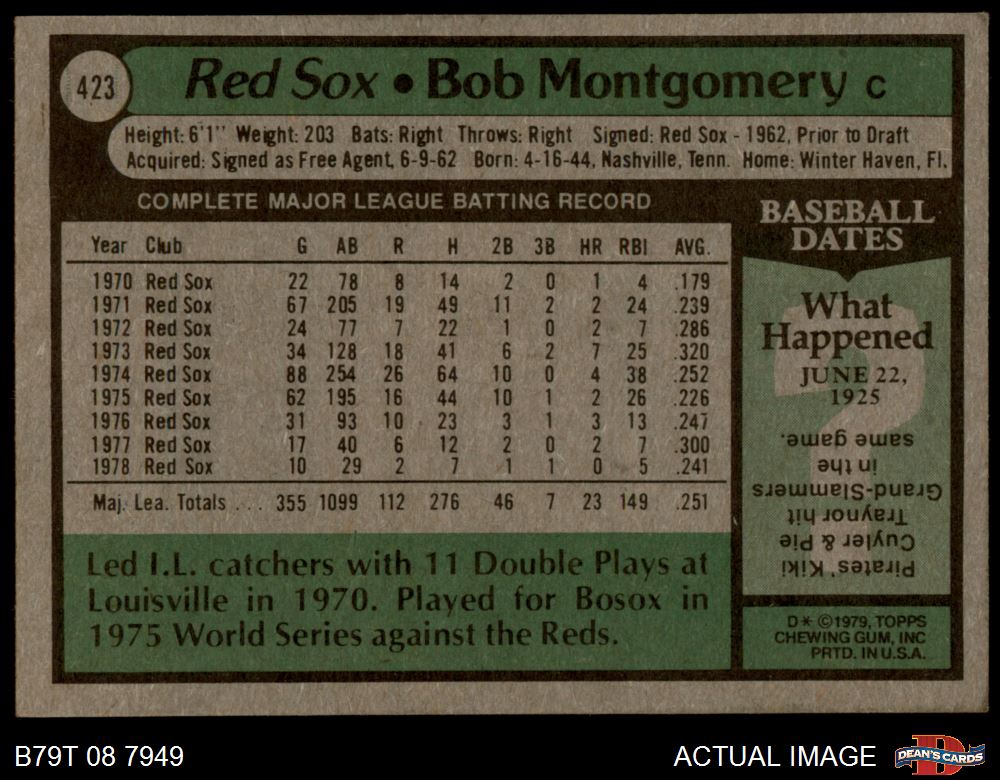 423
Red Sox • Bob Montgomery C
Height: 6'1" Weight: 203 Bats: Right Throws: Right Signed: Red Sox - 1962, Prior to Draft
Acquired: Signed as Free Agent, 6-9-62 Born: 4-16-44, Nashville, Tenn. Home: Winter Haven, Fl.
COMPLETE MAJOR LEAGUE BATTING RECORD
Year Club G AB R H 2B 3B HR RBI AVG.
1970 Red Sox 22 78 8 14 2 0 1 4 .179
1971 Red Sox 67 205 19 49 11 2 2 24 .239
1972 Red Sox 24 77 7 22 1 0 2 7 .286
1973 Red Sox 34 128 18 41 6 2 7 25 .320
1974 Red Sox 88 254 26 64 10 0 4 38 .252
1975 Red Sox 62 195 16 44 10 1 2 26 .226
1976 Red Sox 31 93 10 23 3 1 3 13 .247
1977 Red Sox 17 40 6 12 2 0 2 7 .300
1978 Red Sox 10 29 2 7 1 1 0 5 .241
Maj. Lea. Totals ... 355 1099 112 276 46 7 23 149 .251
Led I.L. catchers with 11 Double Plays at
Louisville in 1970. Played for Bosox in
1975 World Series against the Reds.
BASEBALL
DATES
What
Happened
JUNE 22,
1925
Pirates' Kiki
Cuyler & Pie
Traynor hit
Grand-Slammers
in the
same game.
D* ©1979, TOPPS
CHEWING GUM, INC
PRTD. IN U.S.A.
B79T 08 7949
ACTUAL IMAGE
D
DEAN'S CARDS